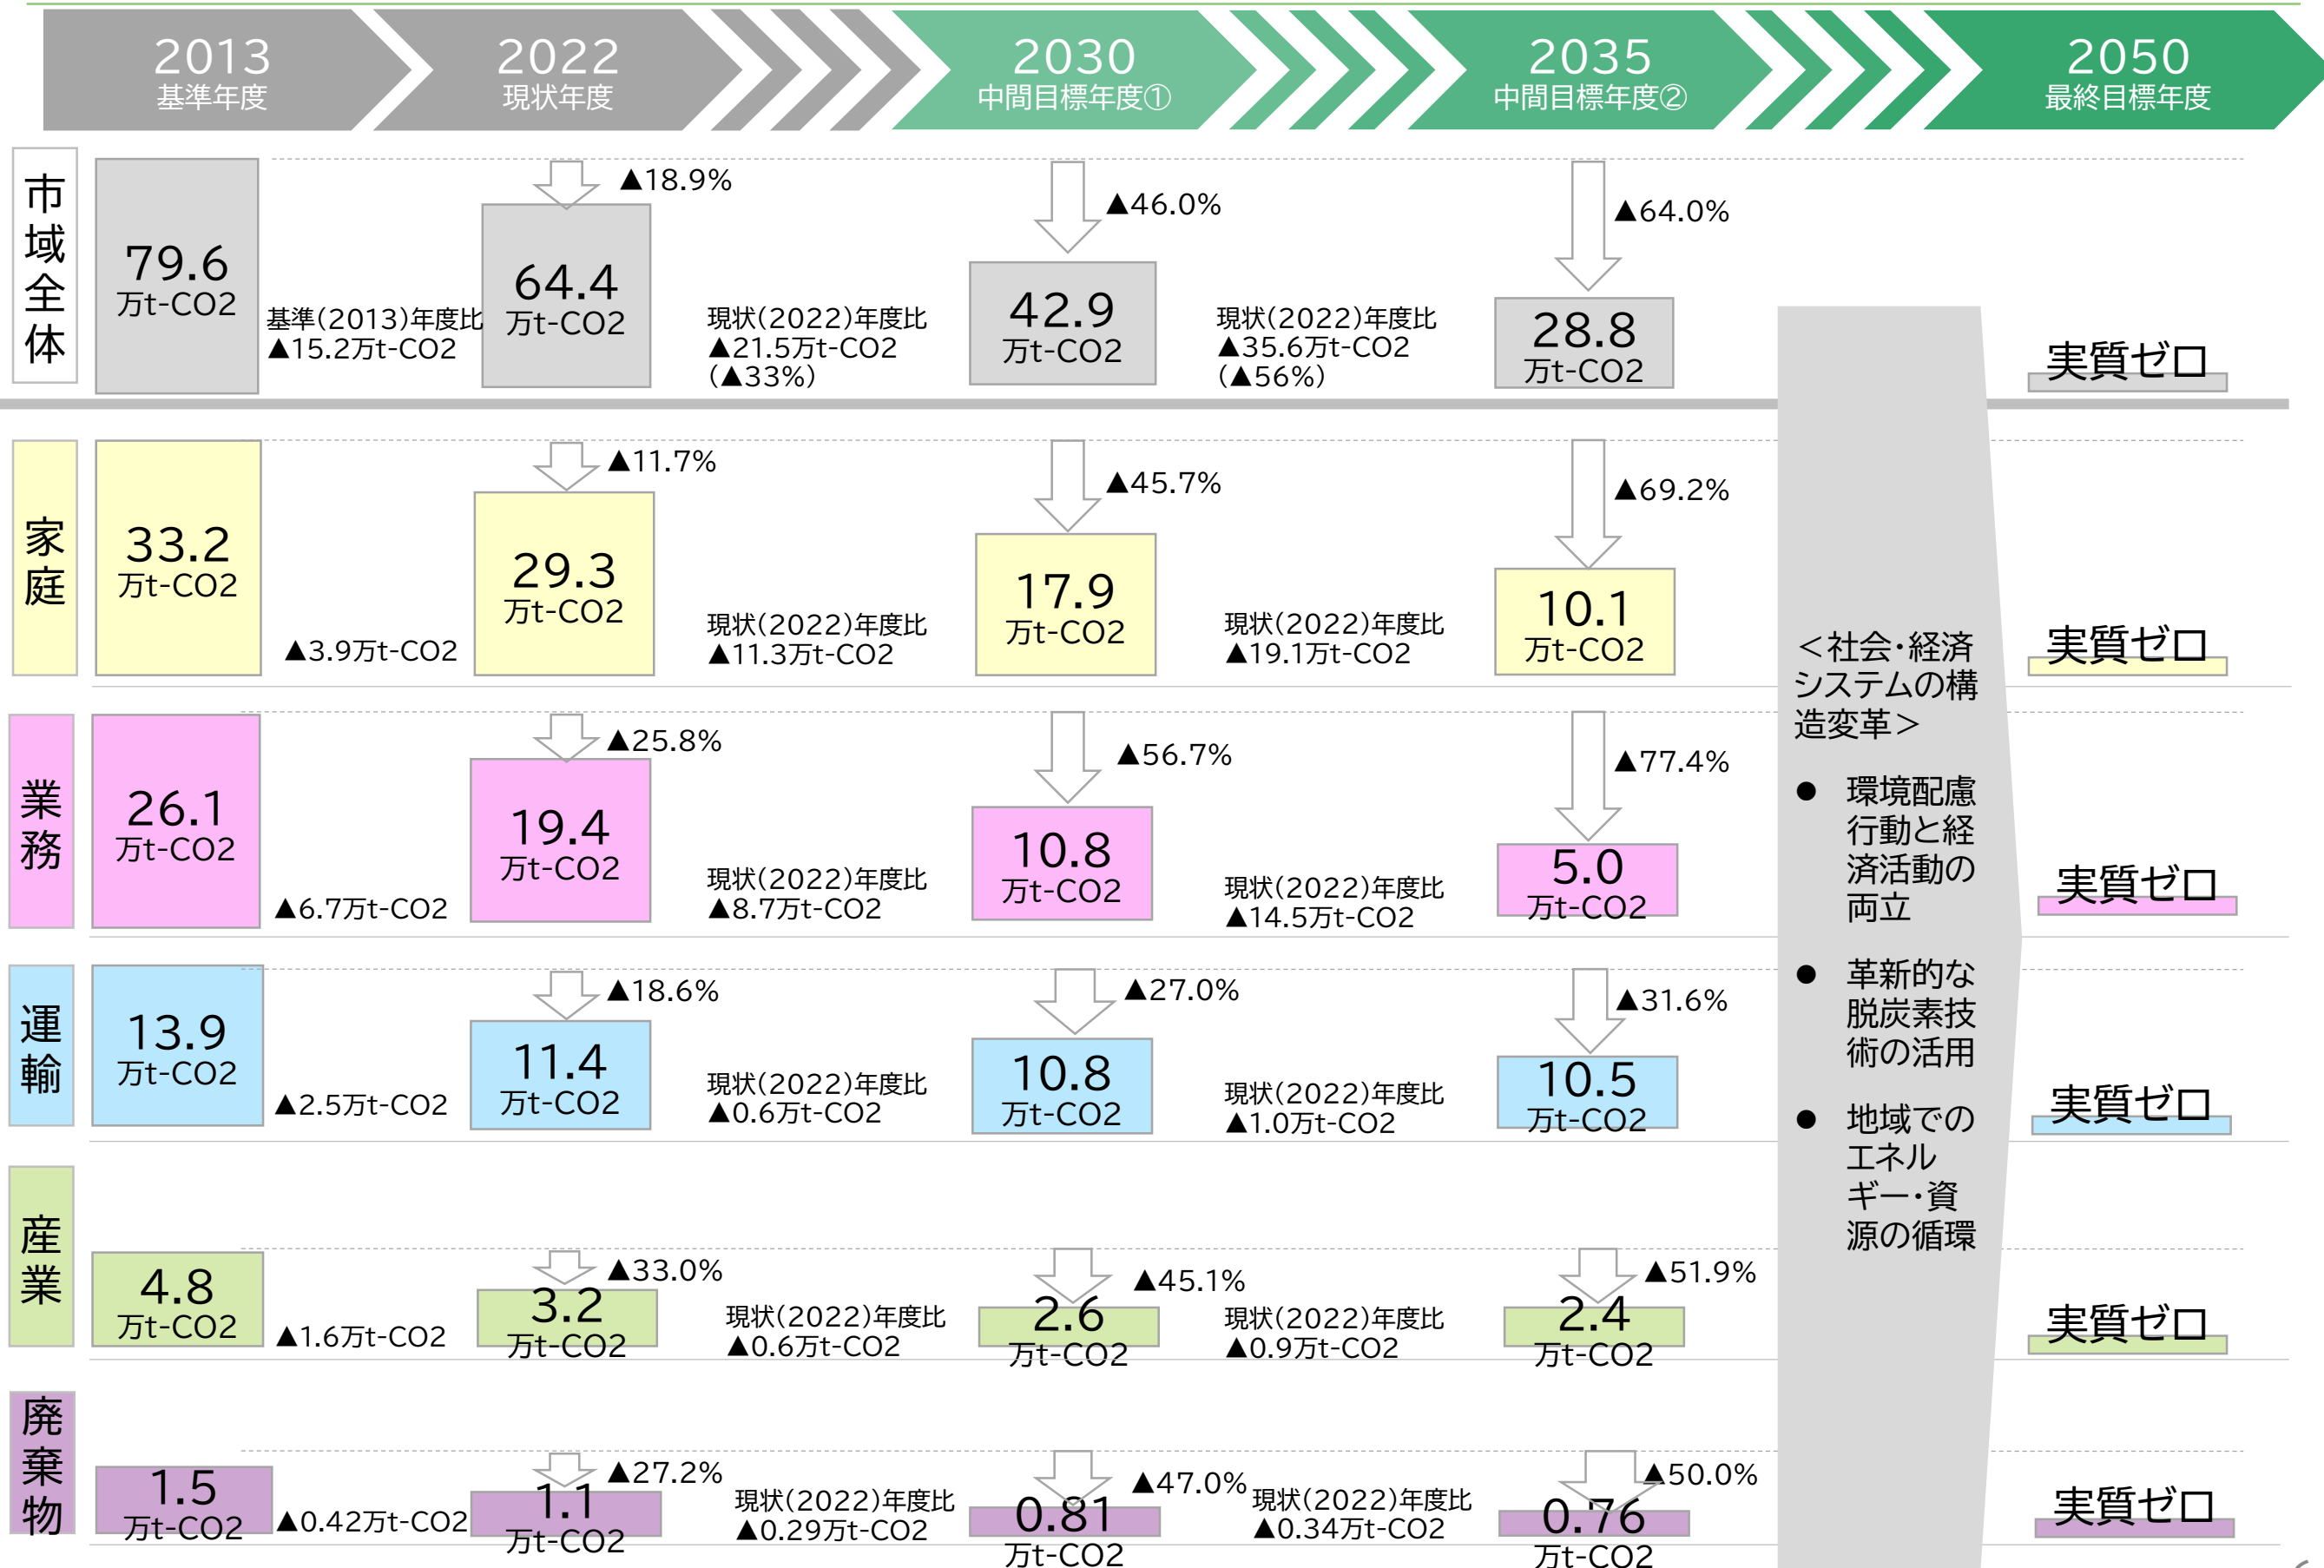 2013
基準年度
2022
現状年度
2030
中間目標年度①
2035
中間目標年度②
2050
最終目標年度
市域全体
79.6
万t-CO2
基準(2013)年度比
▲15.2万t-CO2
▲18.9%
64.4
万t-CO2
現状(2022)年度比
▲21.5万t-CO2
(▲33%)
▲46.0%
42.9
万t-CO2
現状(2022)年度比
▲35.6万t-CO2
(▲56%)
▲64.0%
28.8
万t-CO2
実質ゼロ
家庭
33.2
万t-CO2
▲3.9万t-CO2
▲11.7%
29.3
万t-CO2
現状(2022)年度比
▲11.3万t-CO2
▲45.7%
17.9
万t-CO2
現状(2022)年度比
▲19.1万t-CO2
▲69.2%
10.1
万t-CO2
実質ゼロ
業務
26.1
万t-CO2
▲6.7万t-CO2
▲25.8%
19.4
万t-CO2
現状(2022)年度比
▲8.7万t-CO2
▲56.7%
10.8
万t-CO2
現状(2022)年度比
▲14.5万t-CO2
▲77.4%
5.0
万t-CO2
実質ゼロ
運輸
13.9
万t-CO2
▲2.5万t-CO2
▲18.6%
11.4
万t-CO2
現状(2022)年度比
▲0.6万t-CO2
▲27.0%
10.8
万t-CO2
現状(2022)年度比
▲1.0万t-CO2
▲31.6%
10.5
万t-CO2
実質ゼロ
産業
4.8
万t-CO2
▲1.6万t-CO2
▲33.0%
3.2
万t-CO2
現状(2022)年度比
▲0.6万t-CO2
▲45.1%
2.6
万t-CO2
現状(2022)年度比
▲0.9万t-CO2
▲51.9%
2.4
万t-CO2
実質ゼロ
廃棄物
1.5
万t-CO2
▲0.42万t-CO2
▲27.2%
1.1
万t-CO2
現状(2022)年度比
▲0.29万t-CO2
▲47.0%
0.81
万t-CO2
現状(2022)年度比
▲0.34万t-CO2
▲50.0%
0.76
万t-CO2
実質ゼロ
<社会・経済
システムの構
造変革>
● 環境配慮
行動と経
済活動の
両立
● 革新的な
脱炭素技
術の活用
● 地域での
エネル
ギー・資
源の循環